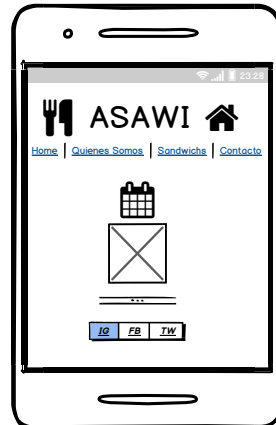 23:28
ASAWI
Home | Quienes Somos | Sandwichs | Contacto
IG FB TW